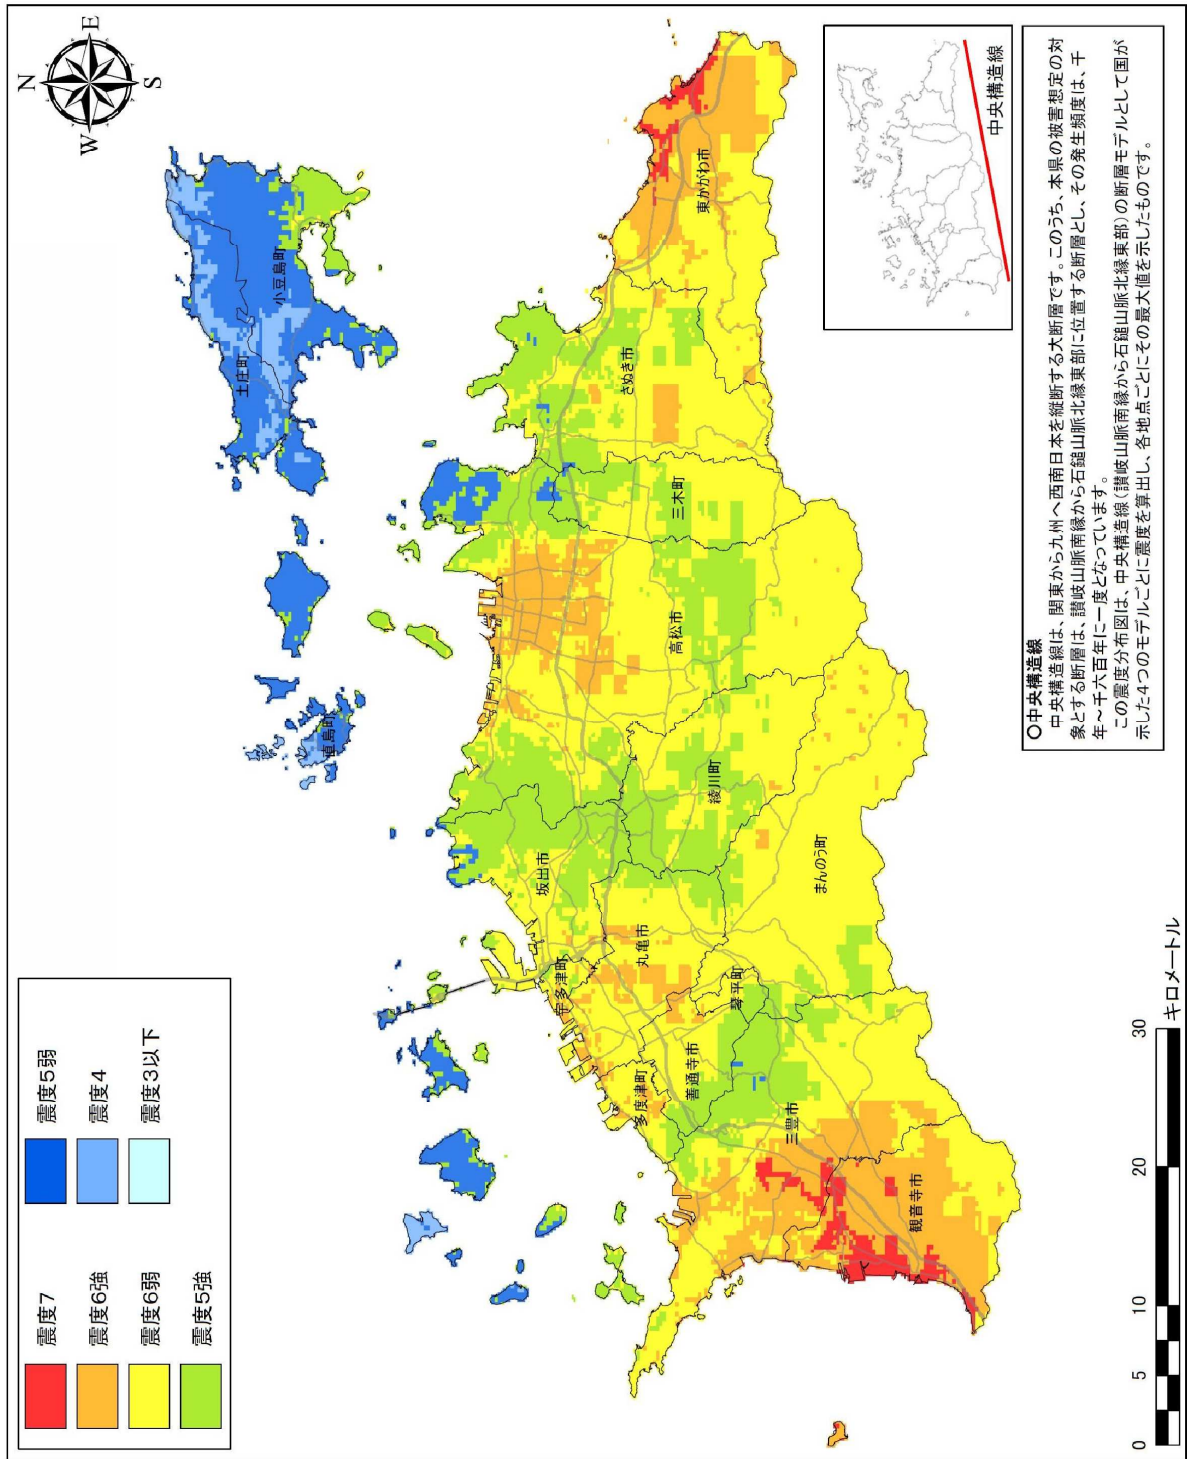 N
E
S
W
震度7
震度6強
震度6弱
震度5強
震度5弱
震度4
震度3以下
土庄町
小豆島町
直島町
東かがわ市
さぬき市
三木町
高松市
綾川町
坂出市
まんのう町
宇多津町
丸亀市
琴平町
多度津町
善通寺市
三豊市
観音寺市
0
5
10
20
30
キロメートル
中央構造線
○中央構造線
中央構造線は、関東から九州へ西南日本を縦断する大断層です。このうち、本県の被害想定の対
象とする断層は、讃岐山脈南縁から石鎚山脈北縁東部に位置する断層とし、その発生頻度は、千
年～千六百年に一度となっています。
この震度分布図は、中央構造線(讃岐山脈南縁から石鎚山脈北縁東部)の断層モデルとして国が
示した4つのモデルごとに震度を算出し、各地点ごとにその最大値を示したものです。